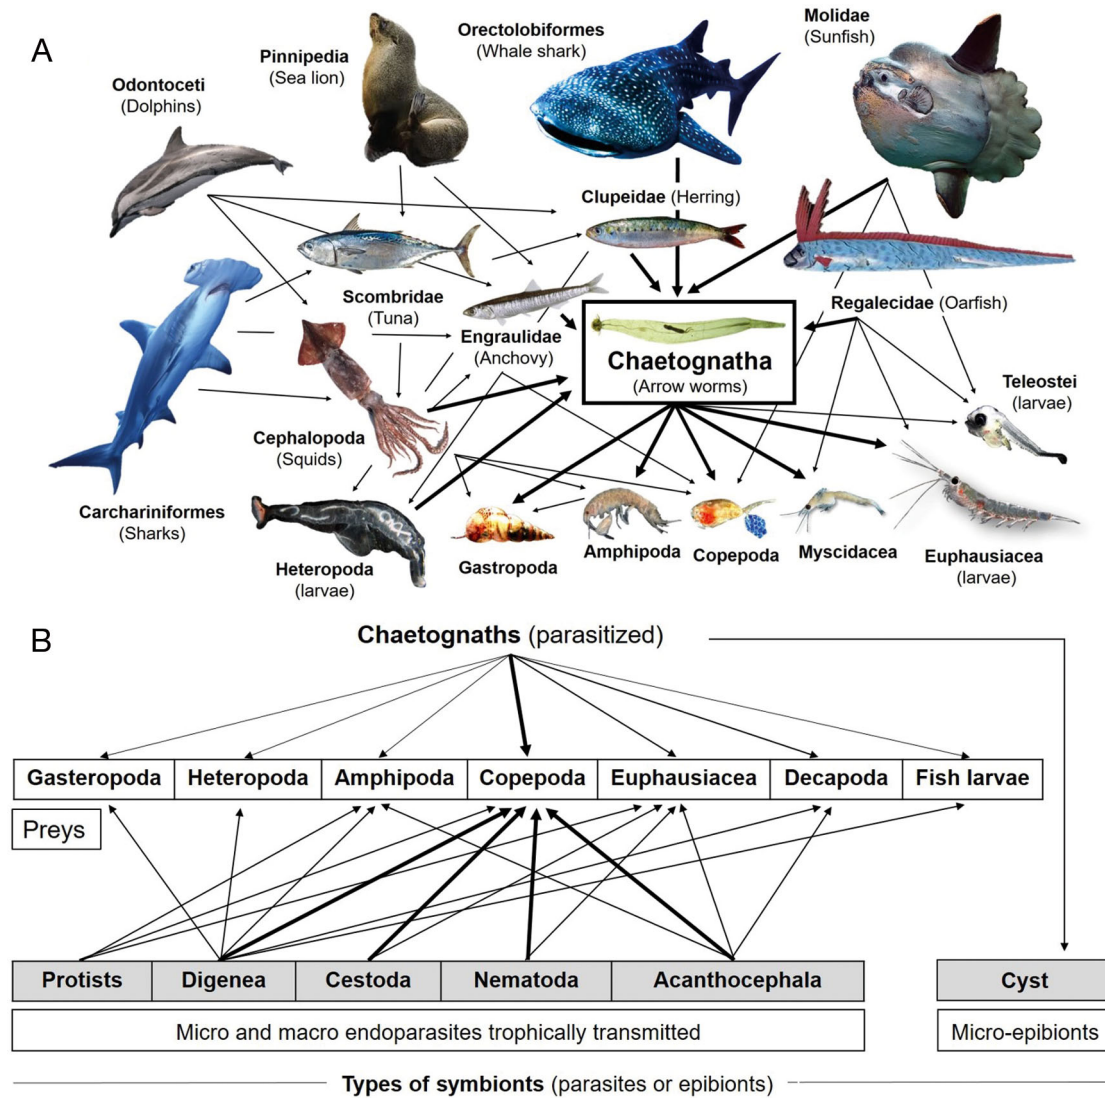 A
Odontoceti
(Dolphins)
Pinnipedia
(Sea lion)
Orectolobiformes
(Whale shark)
Molidae
(Sunfish)
Clupeidae (Herring)
Scombridae
(Tuna)
Engraulidae
(Anchovy)
Regalecidae (Oarfish)
Chaetognatha
(Arrow worms)
Teleostei
(larvae)
Cephalopoda
(Squids)
Carchariniformes
(Sharks)
Heteropoda
(larvae)
Gastropoda
Amphipoda
Copepoda
Myscidacea
Euphausiacea
(larvae)
B
Chaetognaths (parasitized)
Gasteropoda Heteropoda Amphipoda Copepoda Euphausiacea Decapoda Fish larvae
Preys
Protists Digenea Cestoda Nematoda Acanthocephala Cyst
Micro and macro endoparasites trophically transmitted Micro-epibionts
Types of symbionts (parasites or epibionts)